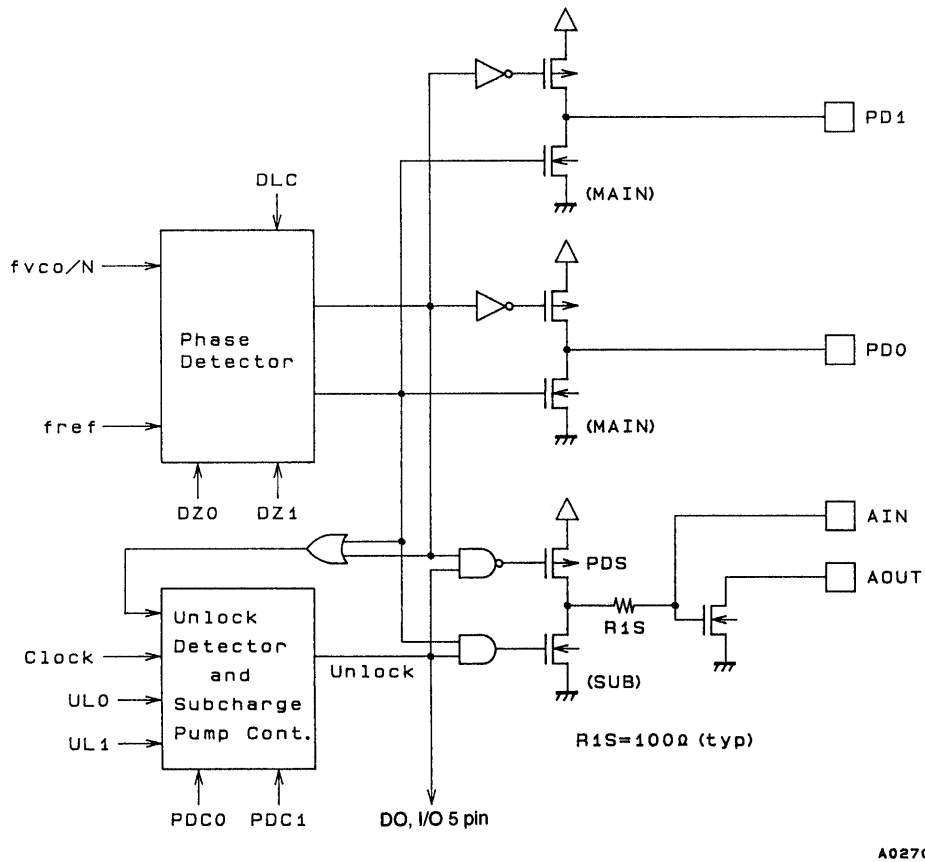 PD1
(MAIN)
DLC
fvco/N
Phase
Detector
PD0
fref
(MAIN)
DZ0
DZ1
AIN
PDS
AOUT
R1S
Unlock
Detector
and
Subcharge
Pump Cont.
Clock
Unlock
UL0
(SUB)
UL1
R1S=100Ω (typ)
PDC0
PDC1
DO, I/O 5 pin